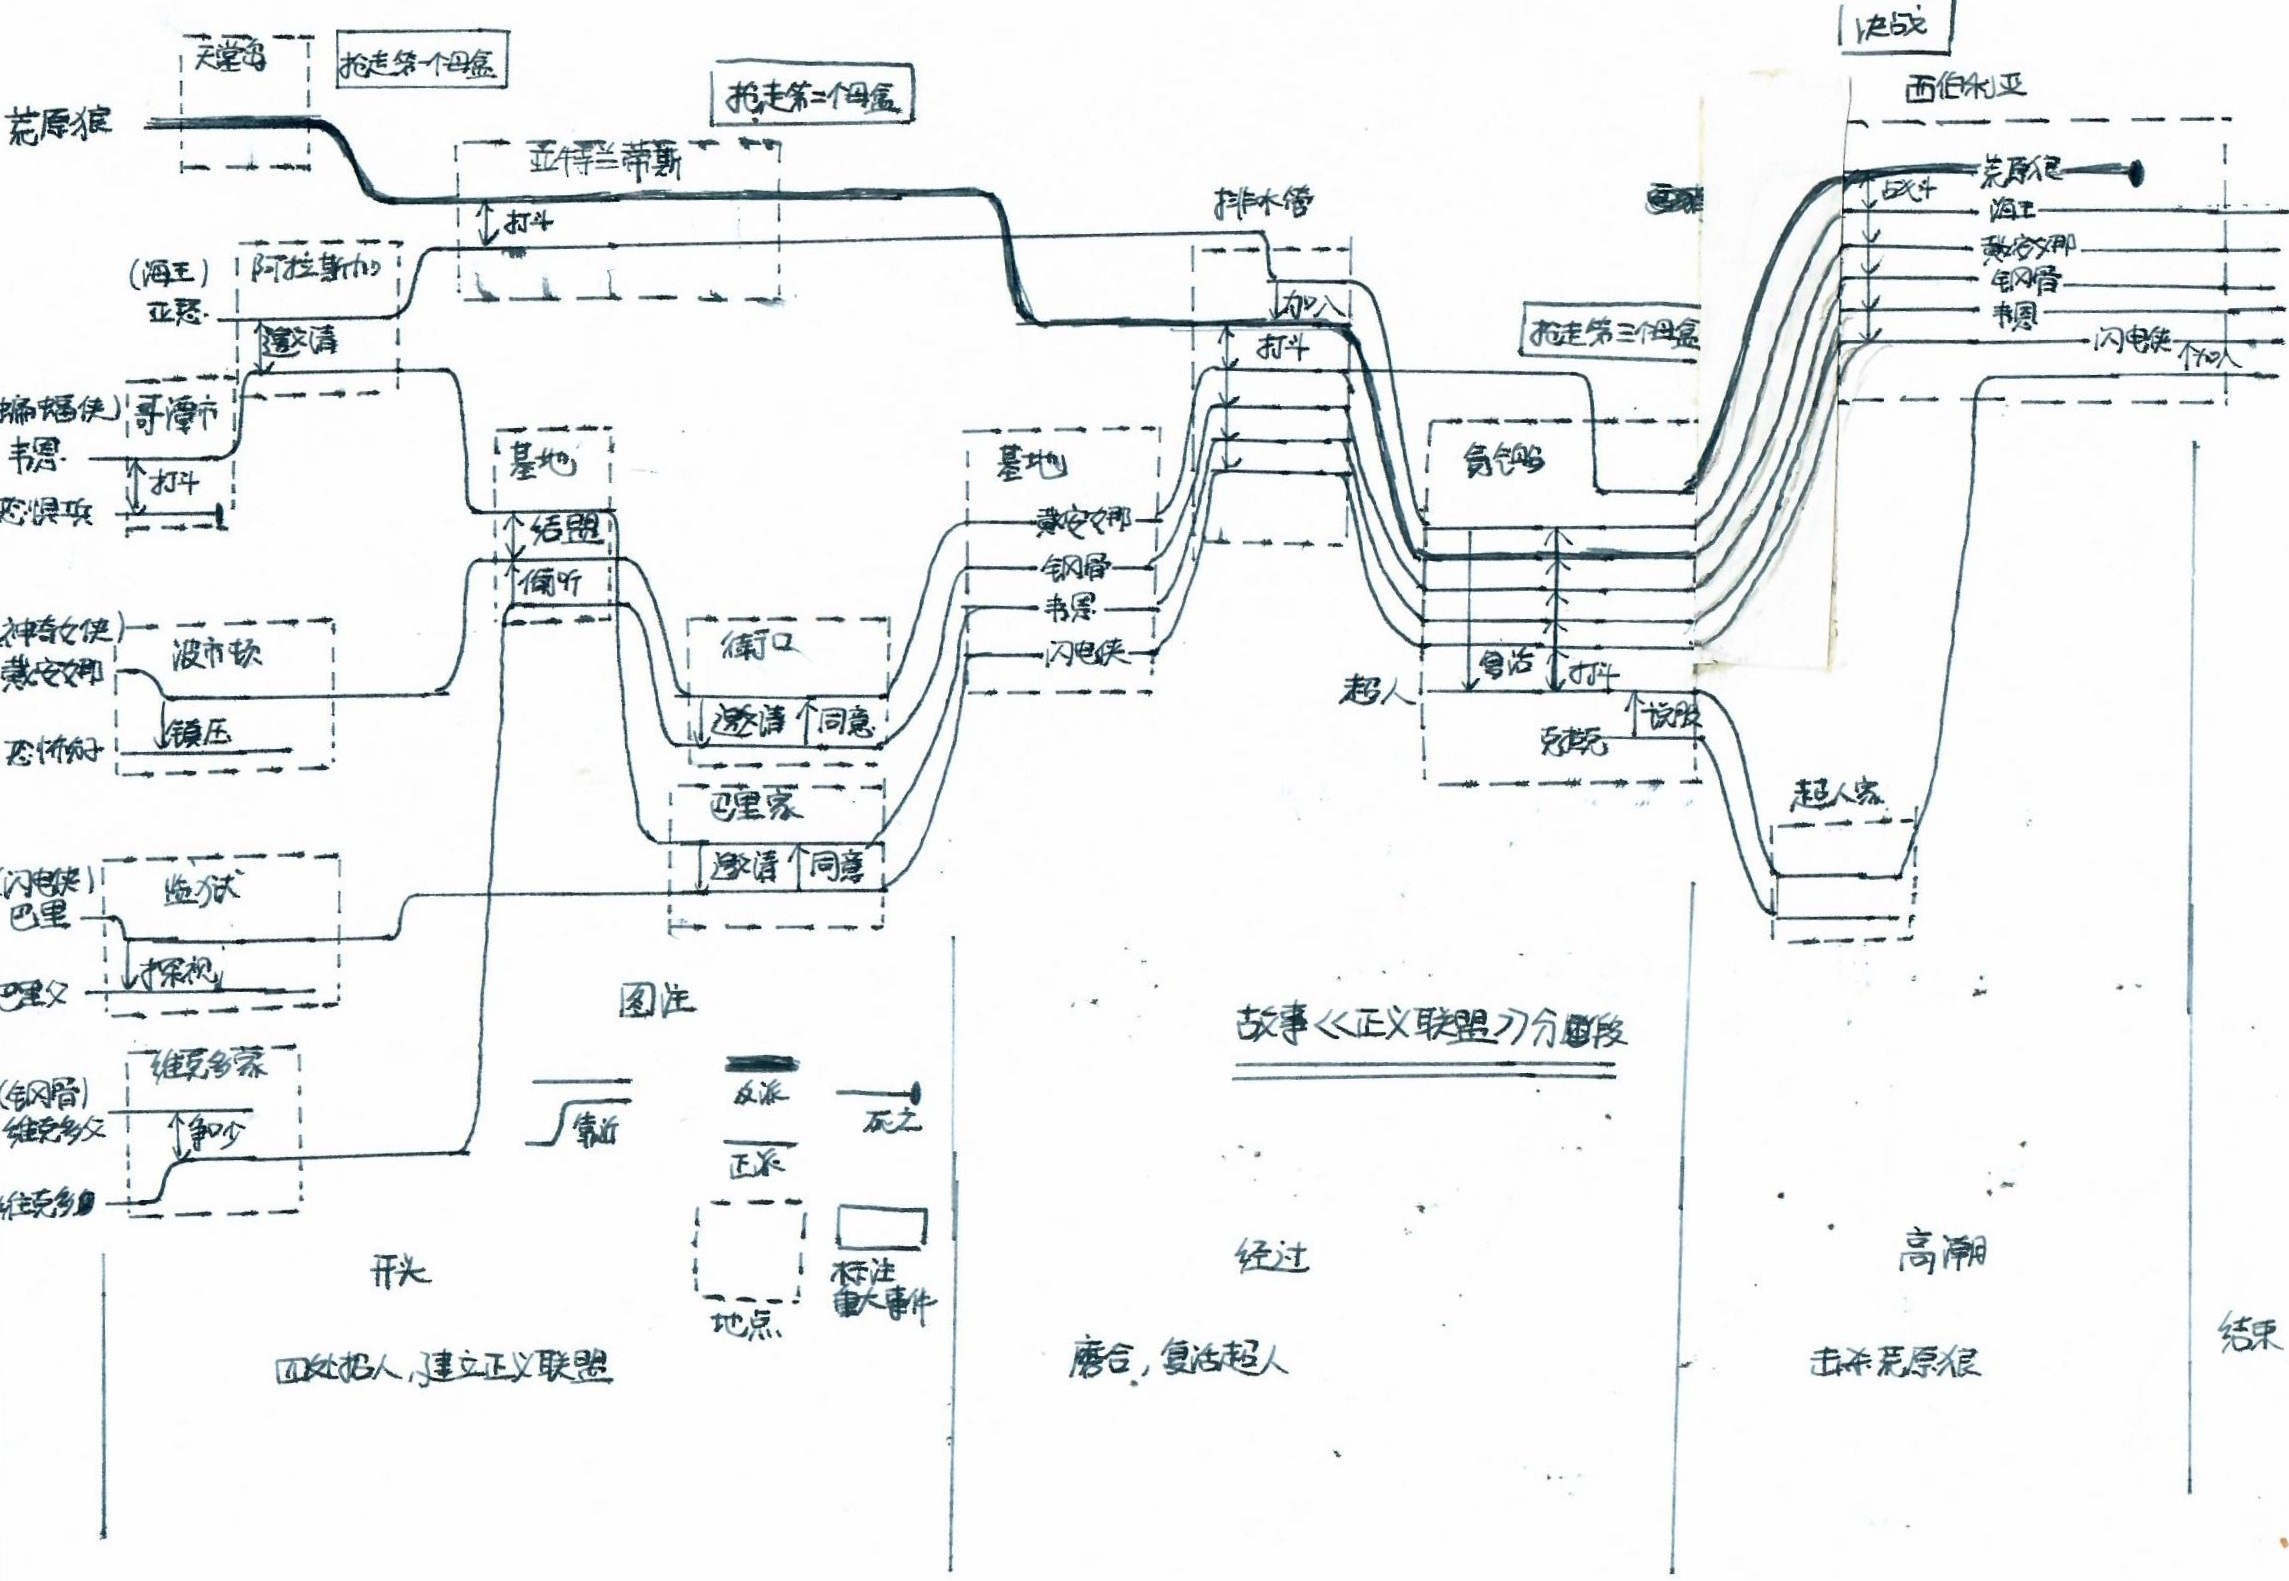 决战
天堂岛
抢走第一个母盒
抢走第二个母盒
西伯利亚
荒原狼
亚特兰蒂斯
荒原狼
战斗
海王
戴安娜
钢骨
韦恩
闪电侠
加入
排水管
打斗
(海王)
亚瑟
阿拉斯加
邀请
加入
打斗
抢走第三个母盒
蝙蝠侠)
韦恩
哥潭市
打斗
恐惧兵
基地
结盟
偷听
基地
戴安娜
钢骨
韦恩
闪电侠
复活
打斗
超人
说服
神奇女侠)
戴安娜
波市顿
镇压
恐怖分子
街口
邀请
同意
巴里家
邀请
同意
超人家
(闪电侠)
巴里
监狱
探视
巴里父
图注
故事《正义联盟》分段
维克多家
(钢骨)
维克多父
争吵
维克多
靠近
反派
正派
死亡
地点
标注
重大事件
开头
经过
高潮
结束
四处招人,建立正义联盟
磨合,复活超人
击杀荒原狼